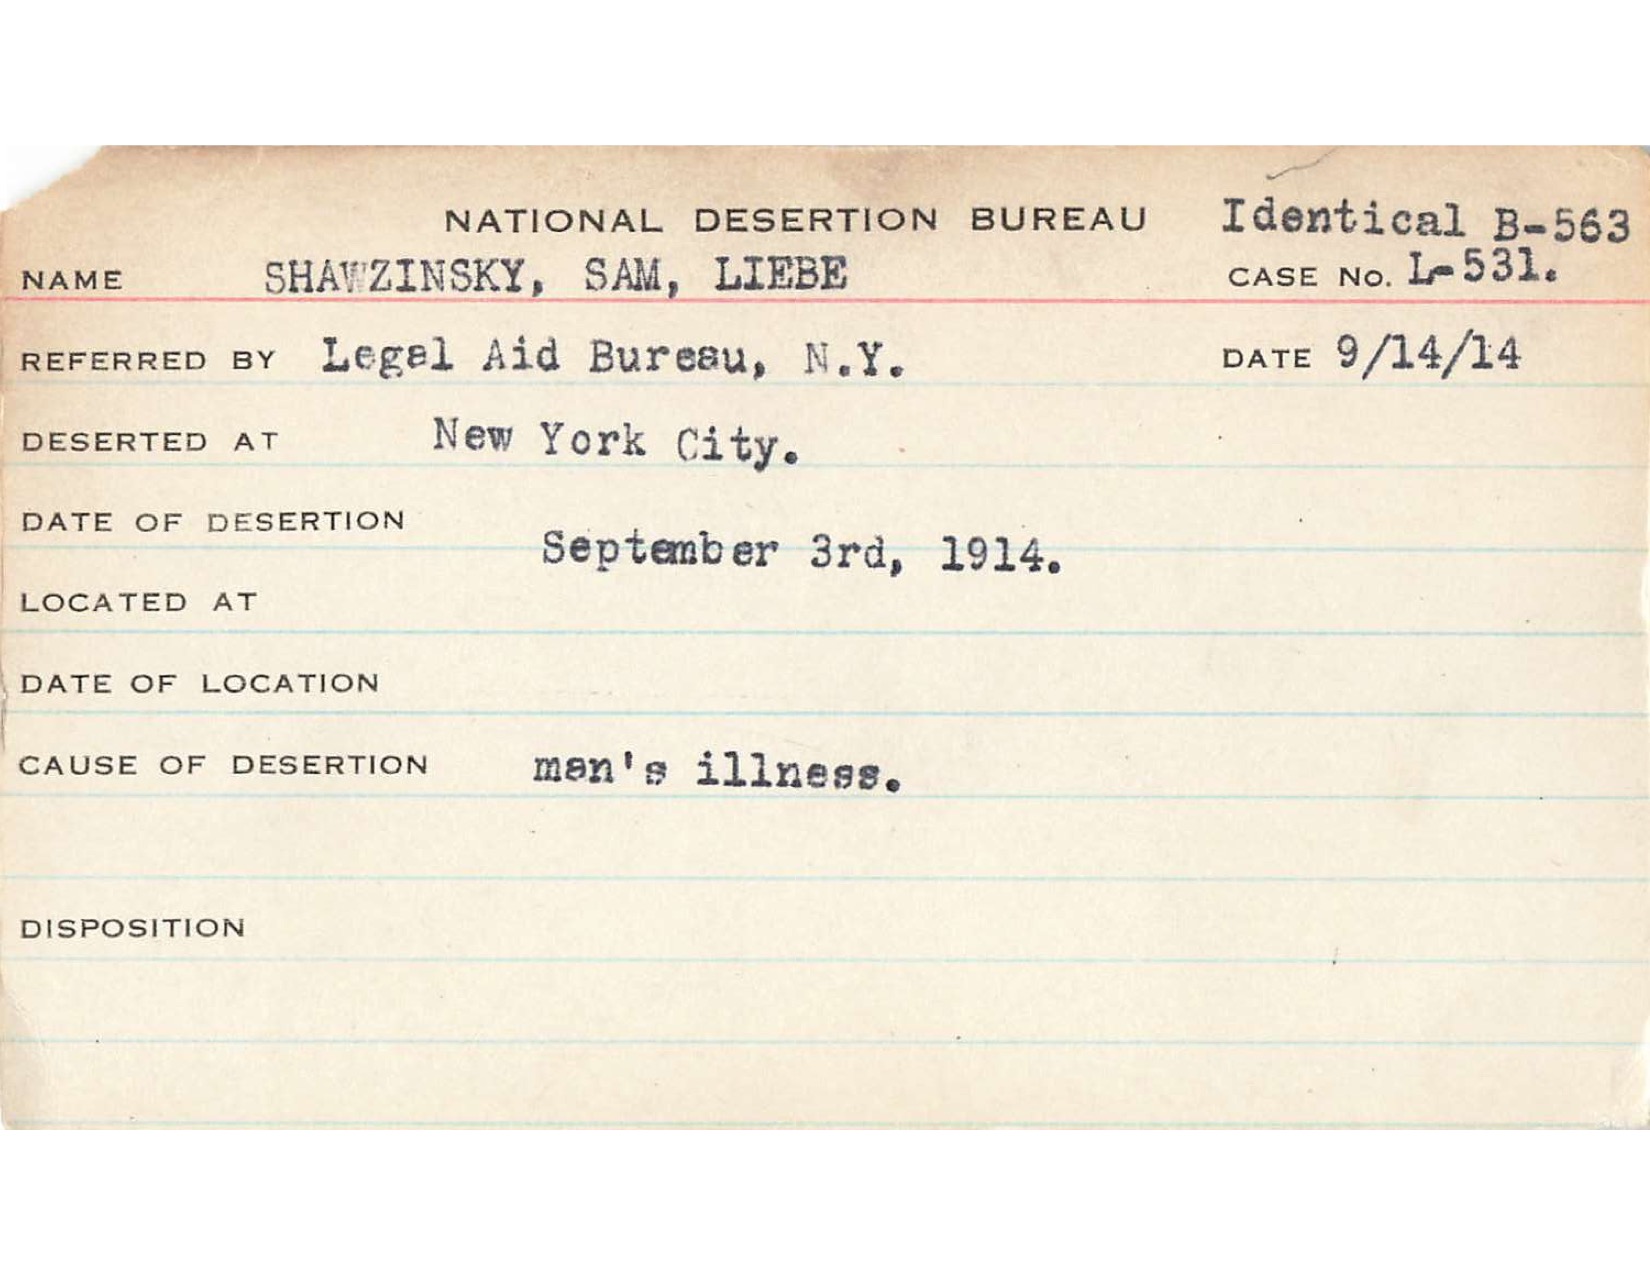 NATIONAL DESERTION BUREAU Identical B-563
NAME SHAWZINSKY, SAM, LIEBE CASE No. L-531.
REFERRED BY Legal Aid Bureau, N.Y. DATE 9/14/14
DESERTED AT New York City.
DATE OF DESERTION
September 3rd, 1914.
LOCATED AT
DATE OF LOCATION
CAUSE OF DESERTION man's illness.
DISPOSITION